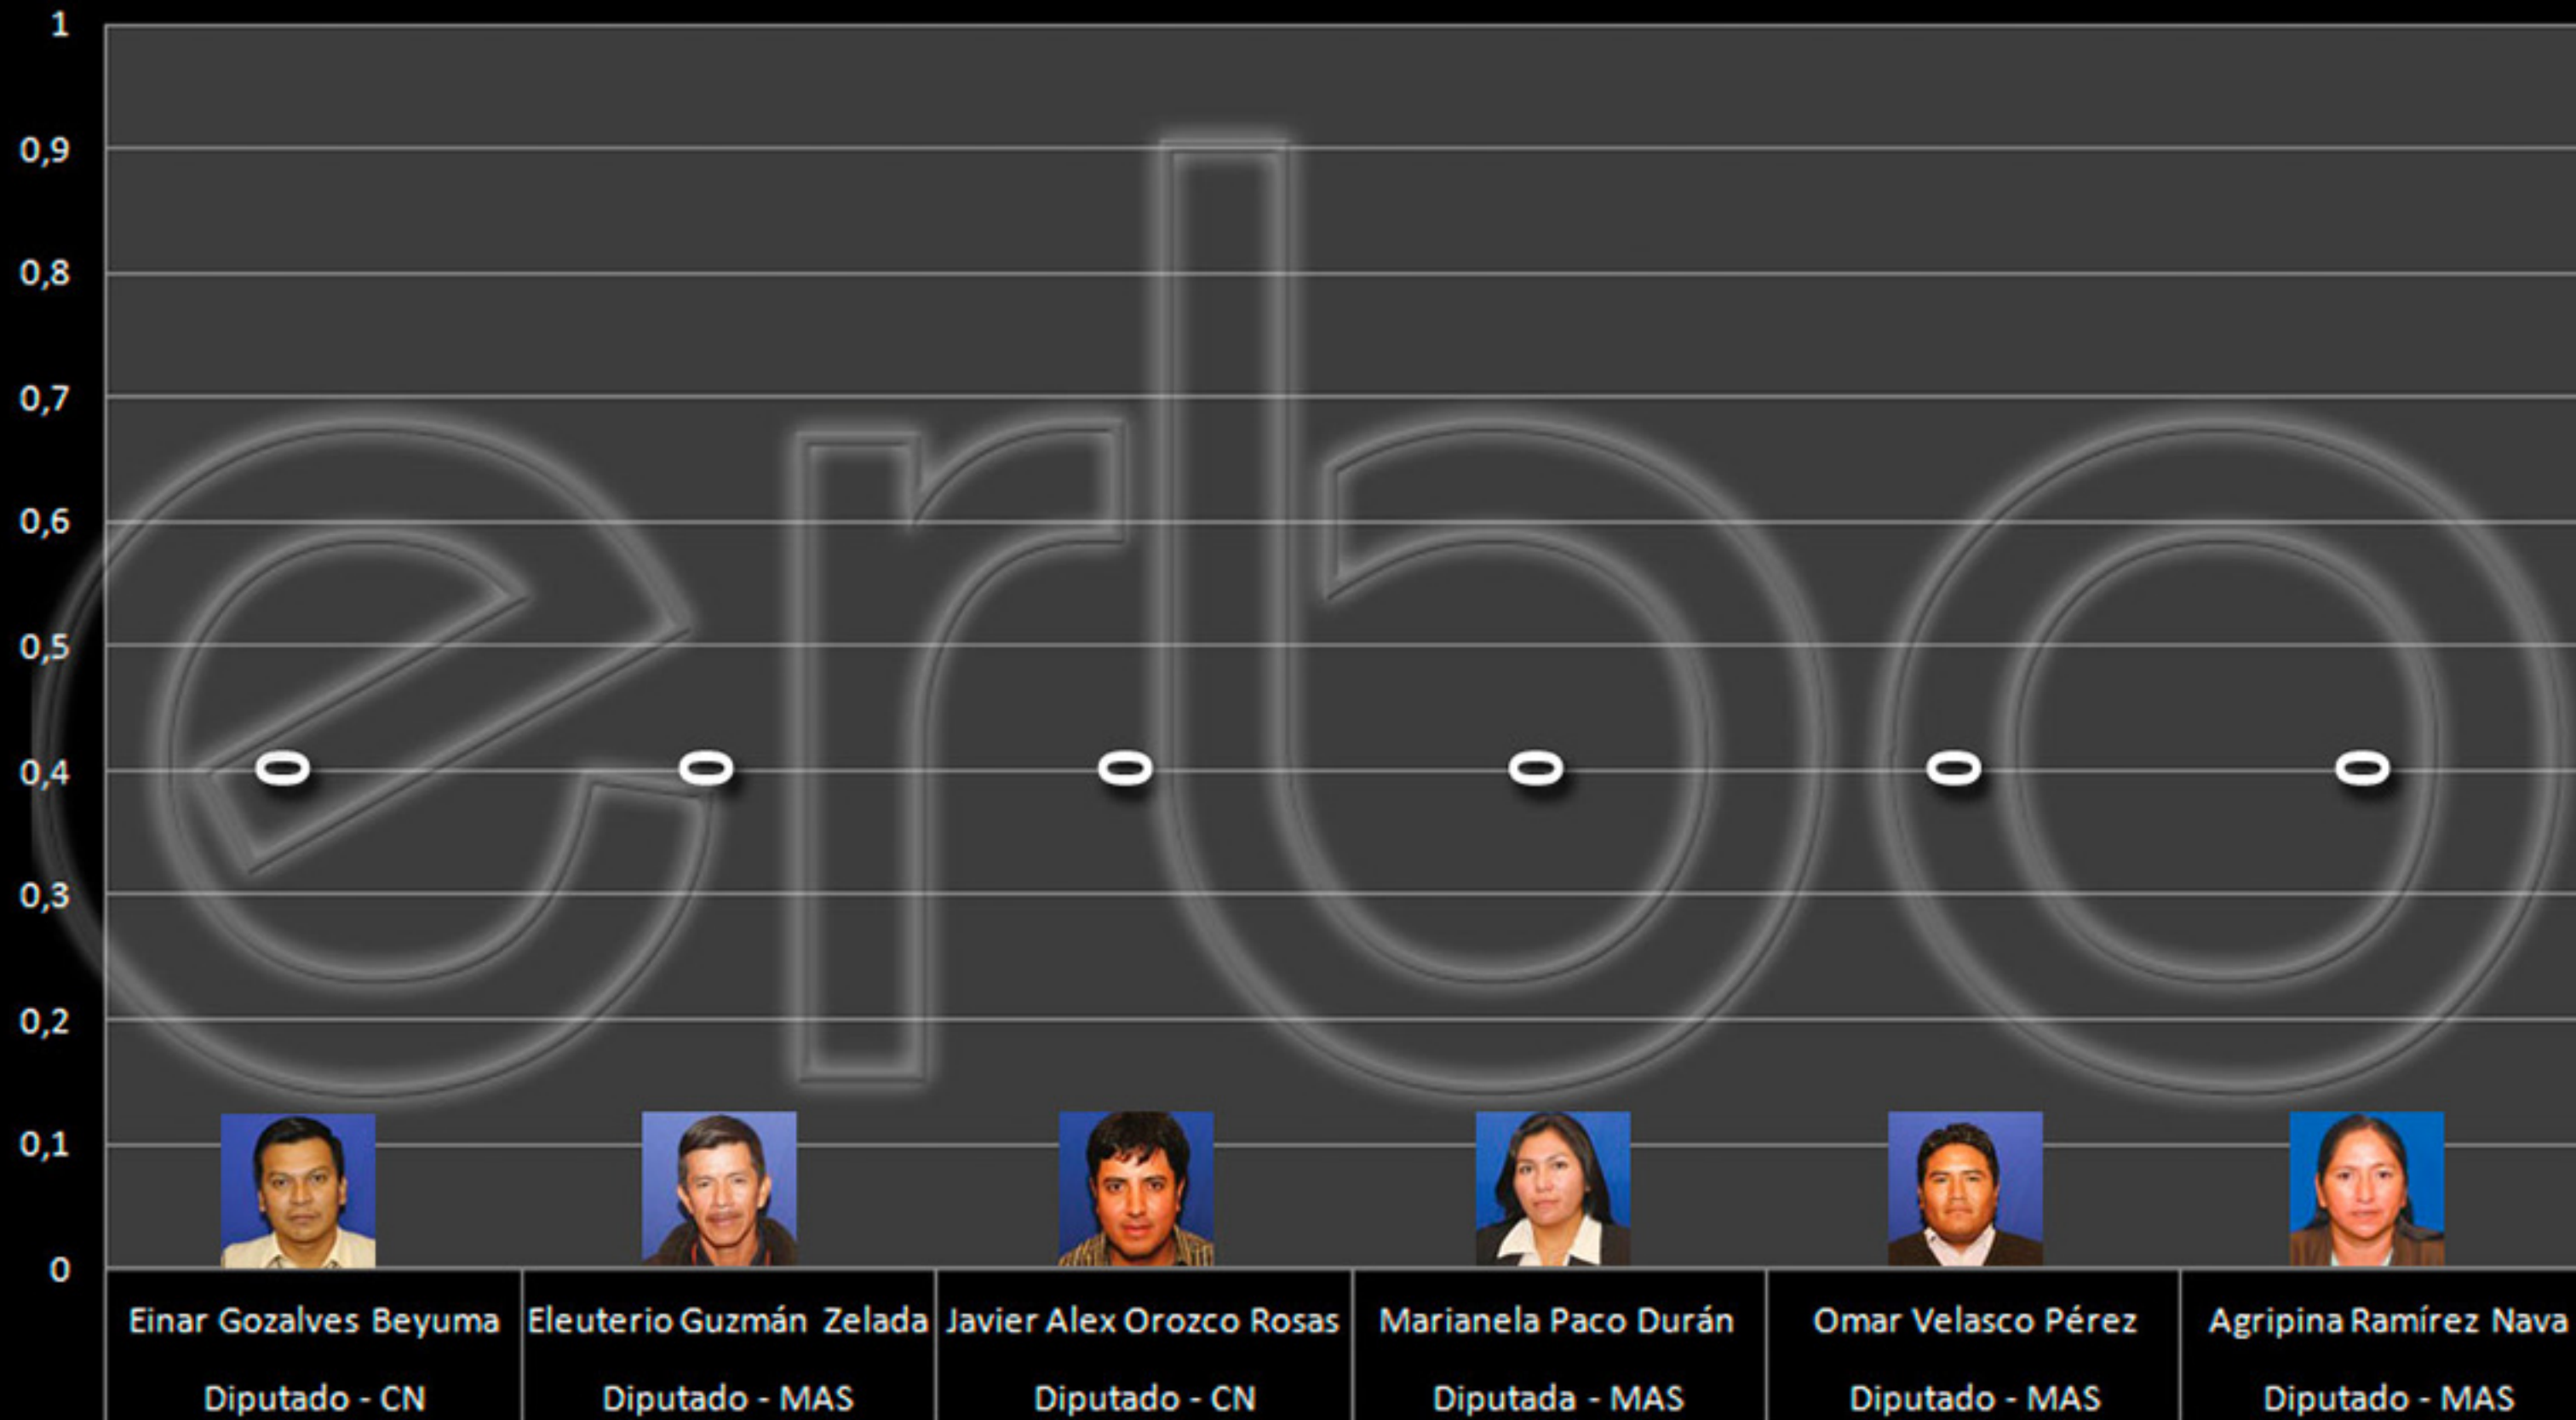 1
0,9
0,8
0,7
0,6
0,5
0,4
0,3
0,2
0,1
0
erbo
0 0 0 0 0 0
Einar Gozalves Beyuma Eleuterio Guzmán Zelada Javier Alex Orozco Rosas Marianela Paco Durán Omar Velasco Pérez Agripina Ramírez Nava
Diputado - CN Diputado - MAS Diputado - CN Diputada - MAS Diputado - MAS Diputado - MAS